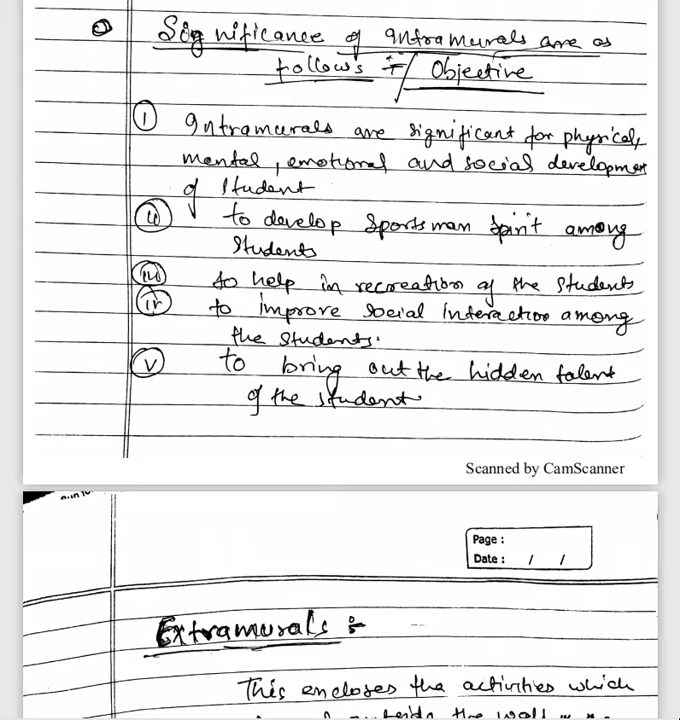 Significance of Intramurals are as
follows :- / Objective
(i) Intramurals are significant for physical,
mental, emotional and social development
of student
(ii) to develop Sportsman Spirit among
Students
(iii) to help in recreation of the Students
(iv) to improve social interaction among
the Students.
(v) to bring out the hidden talent
of the student
Scanned by CamScanner
Page :
Date : / /
Extramurals :-
This encloses the activities which
the wall